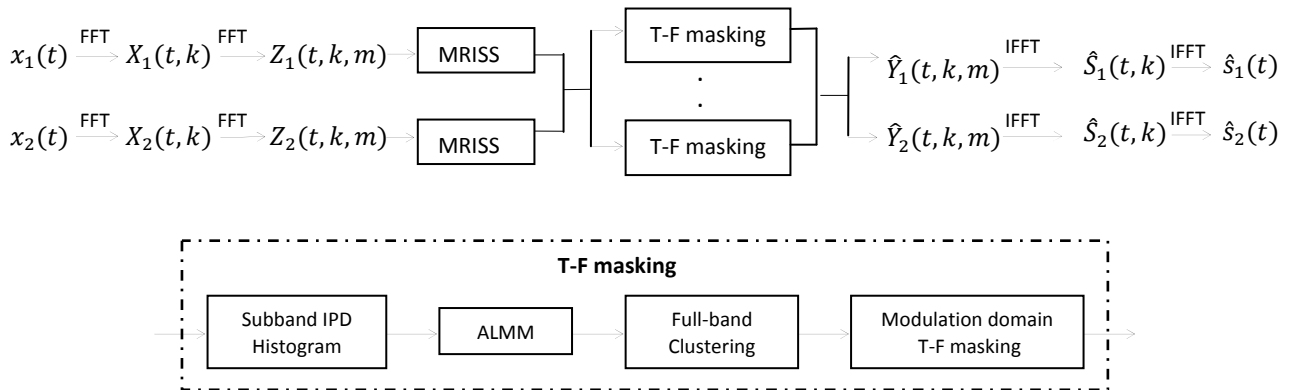 x₁(t) FFT X₁(t, k) FFT Z₁(t, k, m) MRISS T-F masking Ŷ₁(t, k, m) IFFT Ŝ₁(t, k) IFFT ŝ₁(t)
.
.
x₂(t) FFT X₂(t, k) FFT Z₂(t, k, m) MRISS T-F masking Ŷ₂(t, k, m) IFFT Ŝ₂(t, k) IFFT ŝ₂(t)
T-F masking
Subband IPD
Histogram
ALMM
Full-band
Clustering
Modulation domain
T-F masking